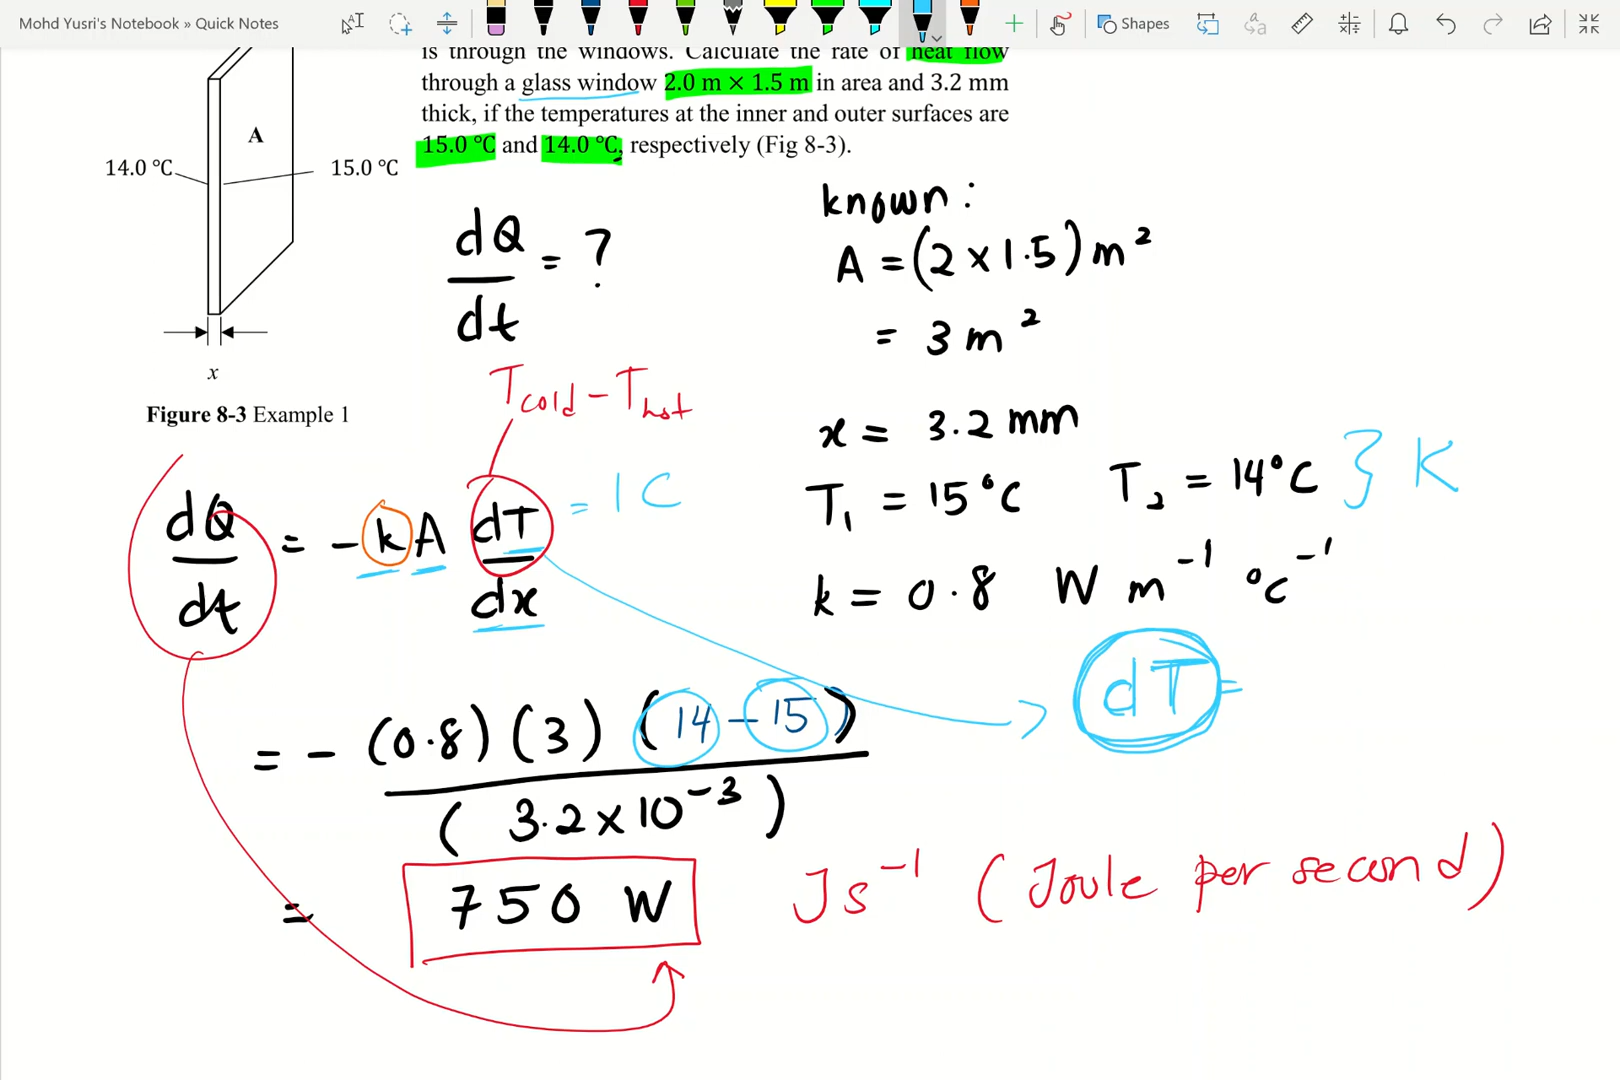 Mohd Yusri's Notebook » Quick Notes
Shapes
is through the windows. Calculate the rate of heat flow
through a glass window 2.0 m × 1.5 m in area and 3.2 mm
thick, if the temperatures at the inner and outer surfaces are
15.0 °C and 14.0 °C, respectively (Fig 8-3).
A
14.0 °C
15.0 °C
x
Figure 8-3 Example 1
dQ/dt = ?
known :
A = (2 × 1.5) m²
= 3 m²
x = 3.2 mm
T₁ = 15°C T₂ = 14°C } K
k = 0.8 W m⁻¹ °C⁻¹
Tcold − Thot
dQ/dt = −kA dT/dx
= 1 C
dT =
= − (0.8) (3) (14 − 15) / (3.2 × 10⁻³)
= 750 W Js⁻¹ (Joule per second)